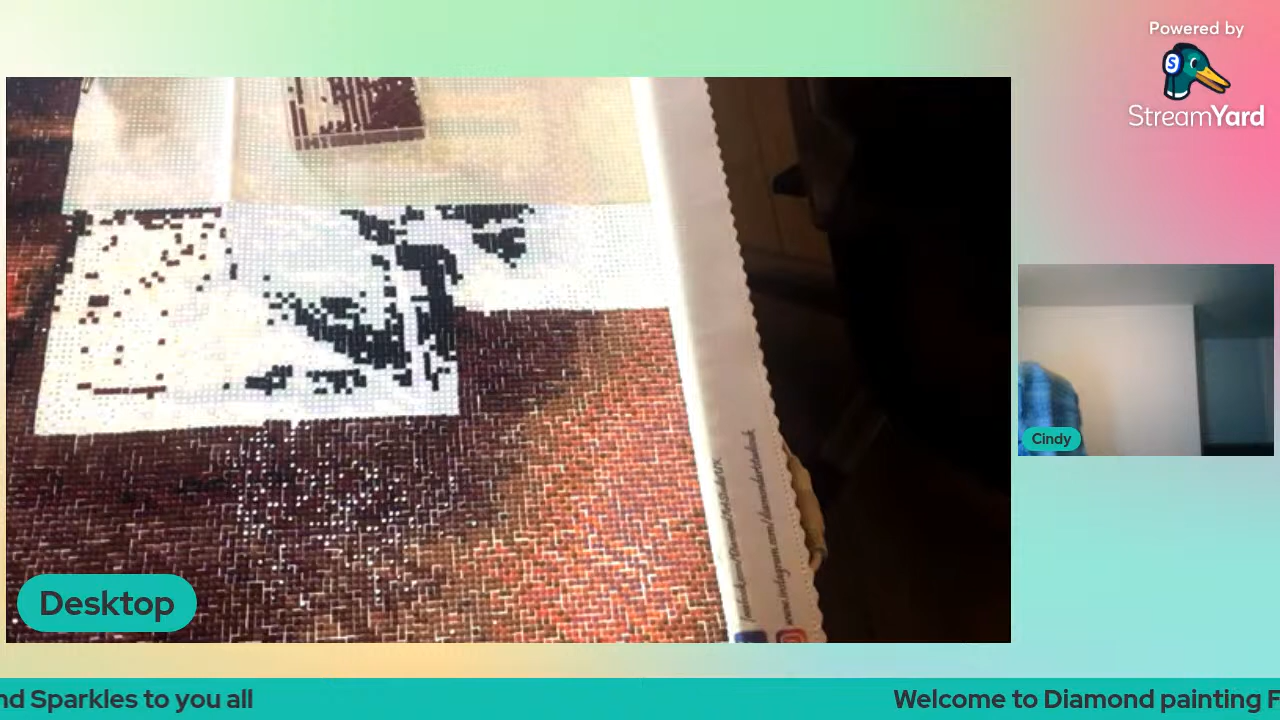 Powered by
StreamYard
Cindy
Desktop
nd Sparkles to you all
Welcome to Diamond painting F